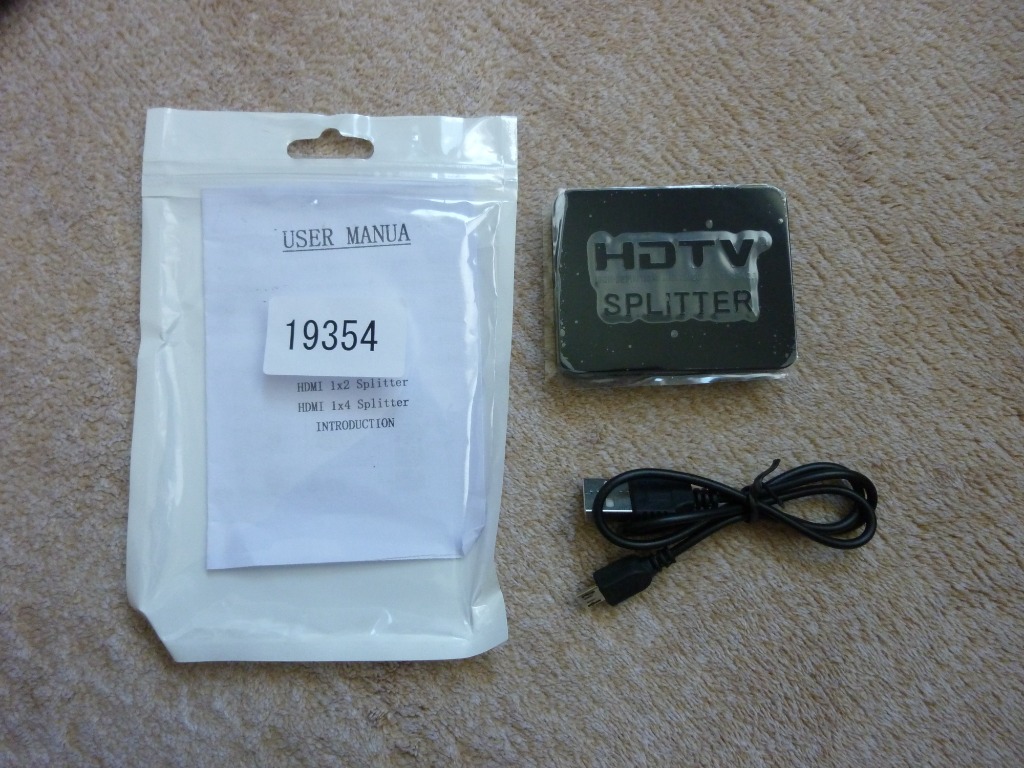 USER MANUA
19354
HDMI 1x2 Splitter
HDMI 1x4 Splitter
INTRODUCTION
HDTV
SPLiTTER